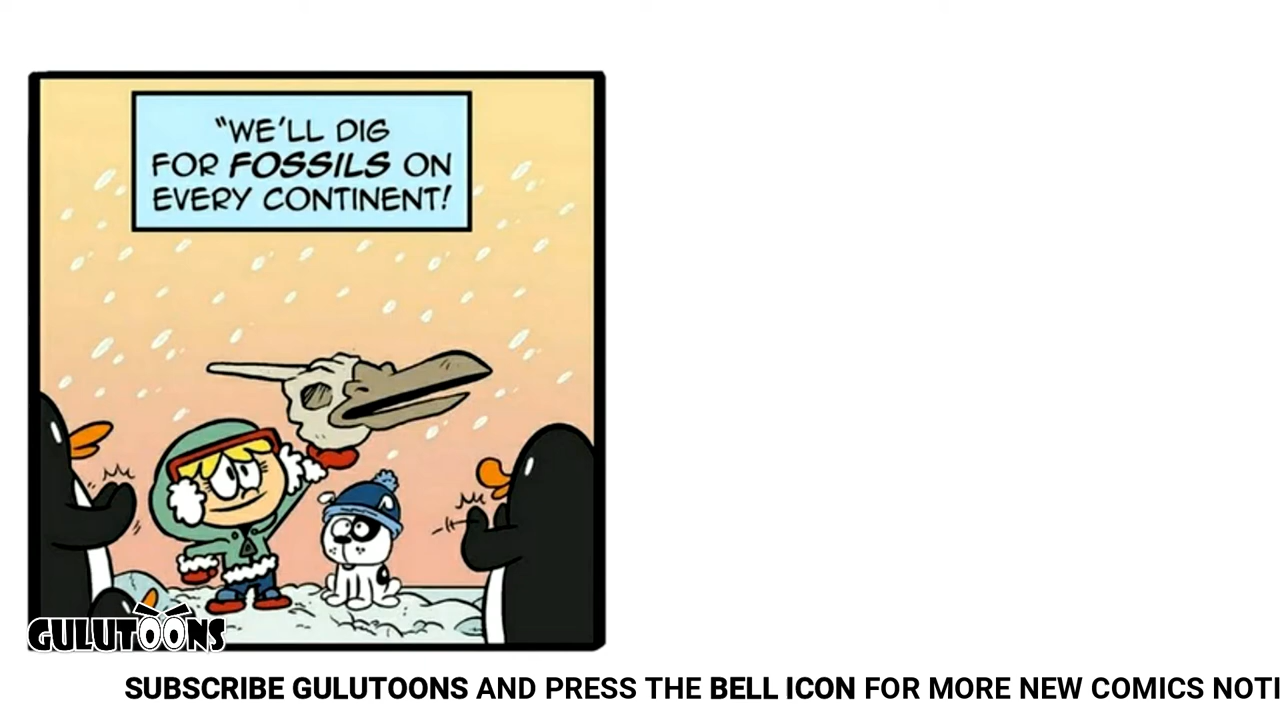 "WE'LL DIG
FOR FOSSILS ON
EVERY CONTINENT!
GULUTOONS
SUBSCRIBE GULUTOONS AND PRESS THE BELL ICON FOR MORE NEW COMICS NOTI